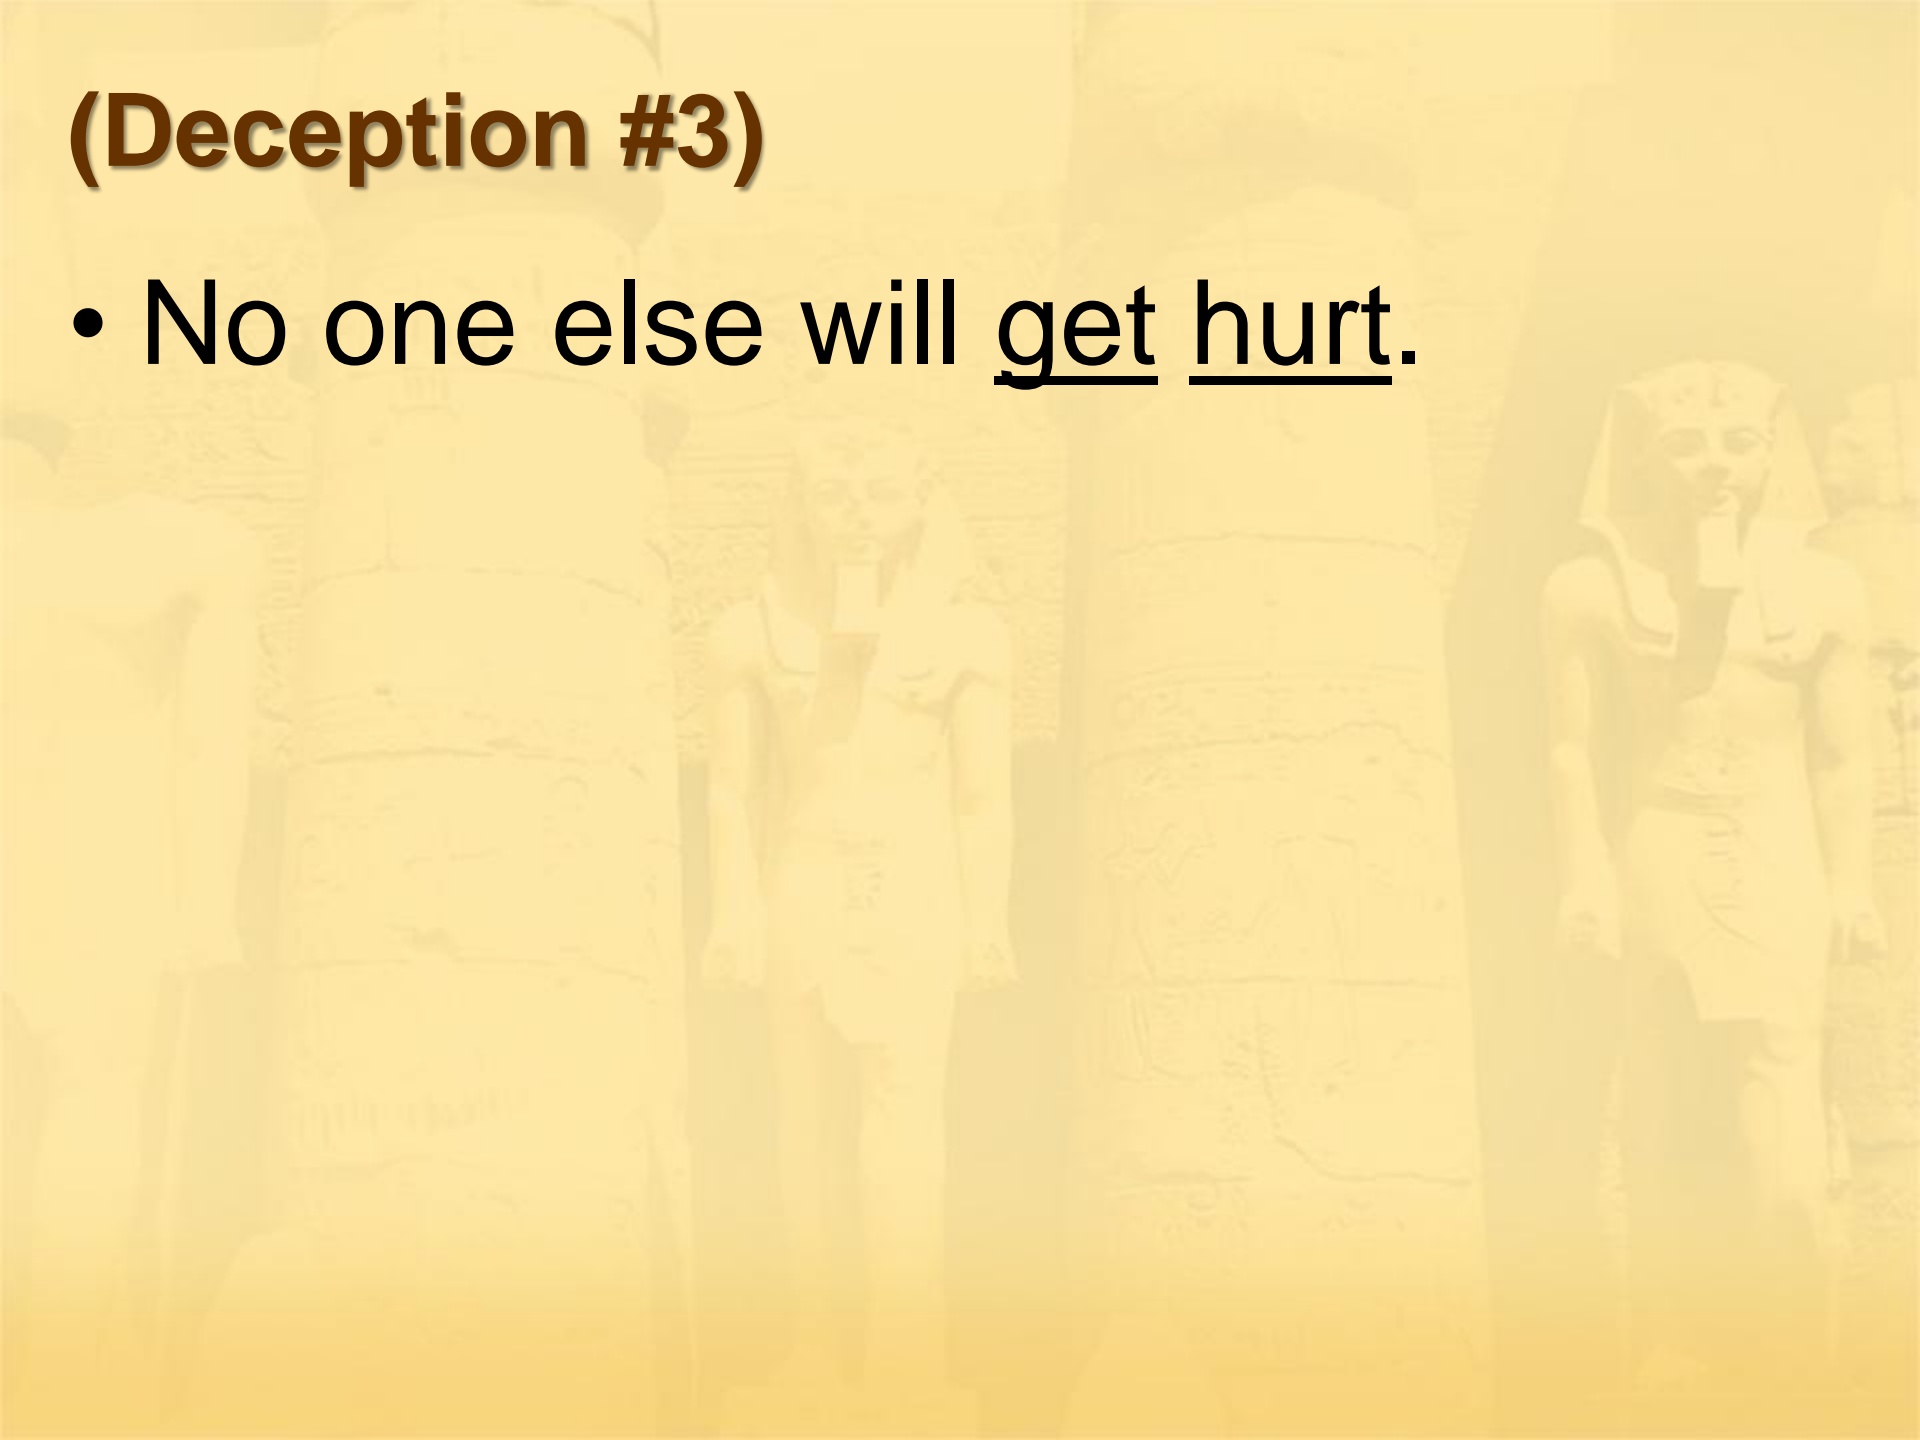 (Deception #3)
• No one else will get hurt.